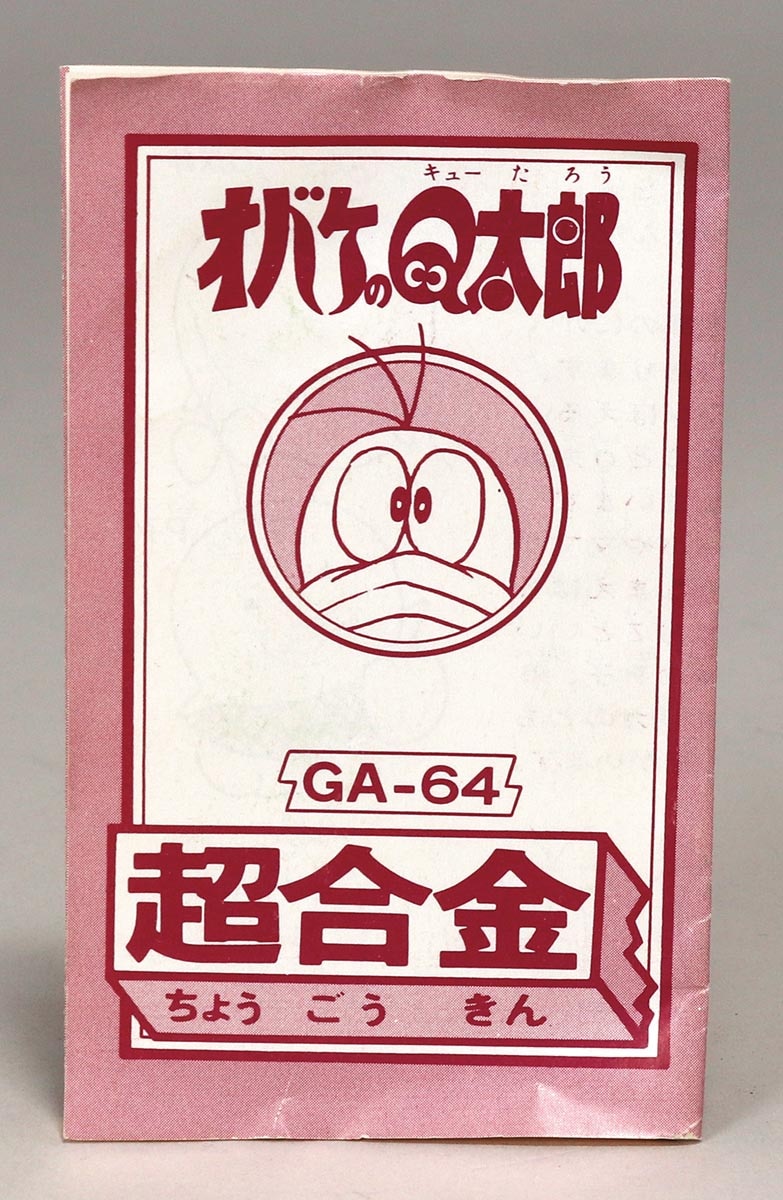 キューたろう
オバケのQ太郎
GA-64
超合金
ちょうごうきん